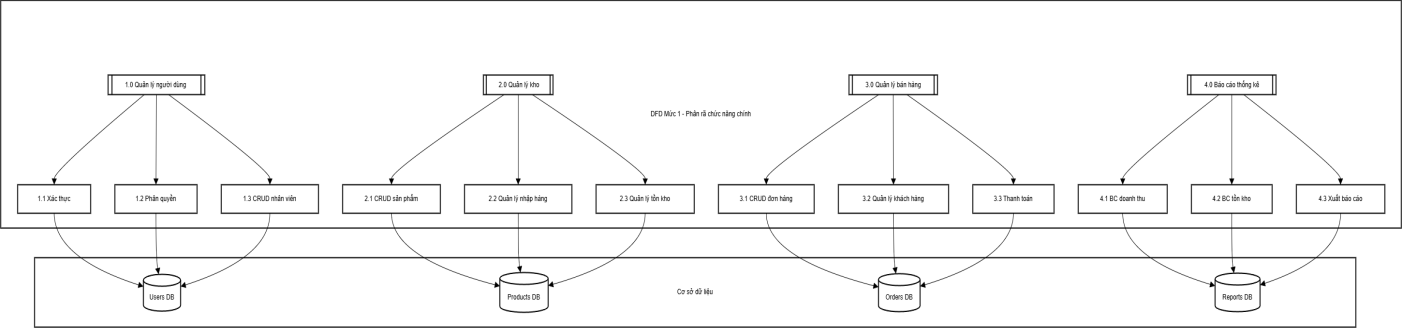 1.0 Quản lý người dùng
2.0 Quản lý kho
3.0 Quản lý bán hàng
4.0 Báo cáo thống kê
DFD Mức 1 - Phân rã chức năng chính
1.1 Xác thực
1.2 Phân quyền
1.3 CRUD nhân viên
2.1 CRUD sản phẩm
2.2 Quản lý nhập hàng
2.3 Quản lý tồn kho
3.1 CRUD đơn hàng
3.2 Quản lý khách hàng
3.3 Thanh toán
4.1 BC doanh thu
4.2 BC tồn kho
4.3 Xuất báo cáo
Cơ sở dữ liệu
Users DB
Products DB
Orders DB
Reports DB